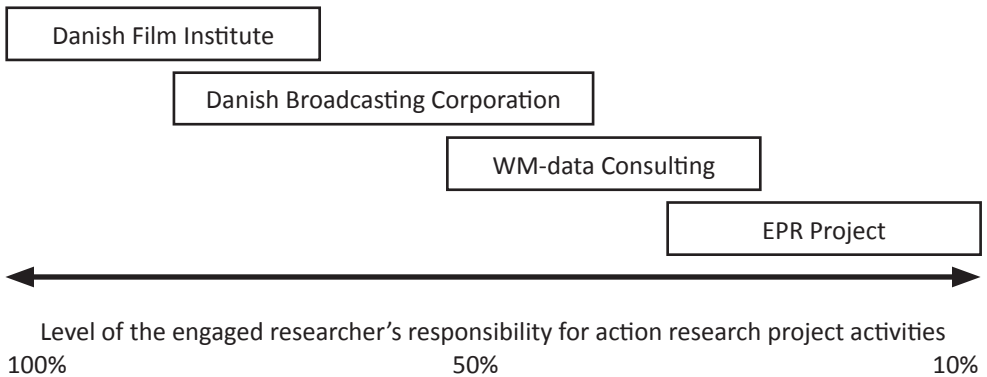 Danish Film Institute
Danish Broadcasting Corporation
WM-data Consulting
EPR Project
Level of the engaged researcher’s responsibility for action research project activities
100% 50% 10%